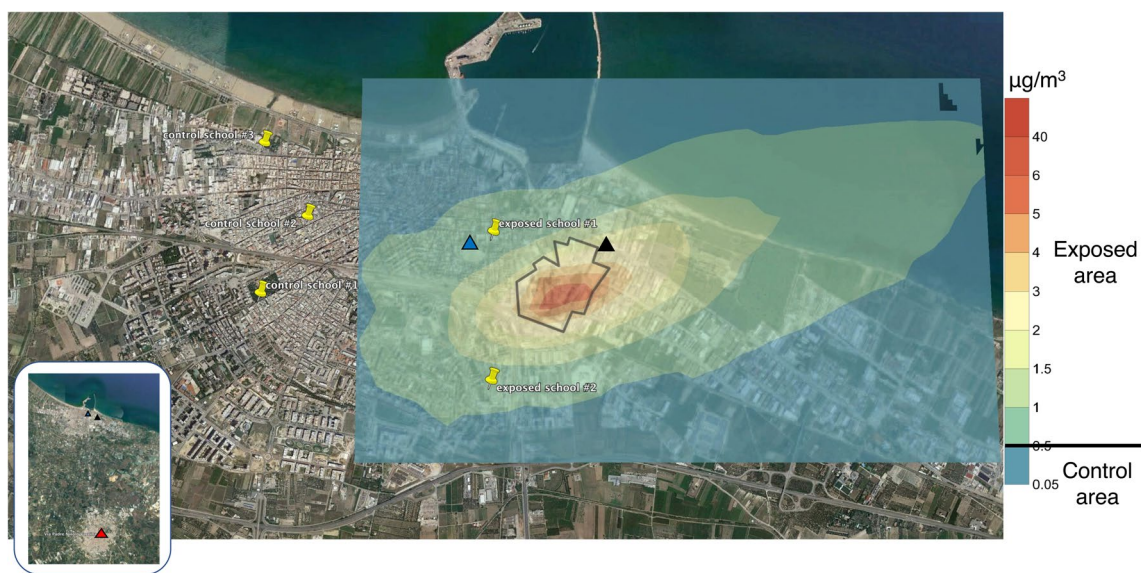 µg/m³
control school #3
40
6
control school #2
exposed school #1
5
4
Exposed
area
3
control school #1
2
1.5
exposed school #2
1
0.5
Control
area
0.05